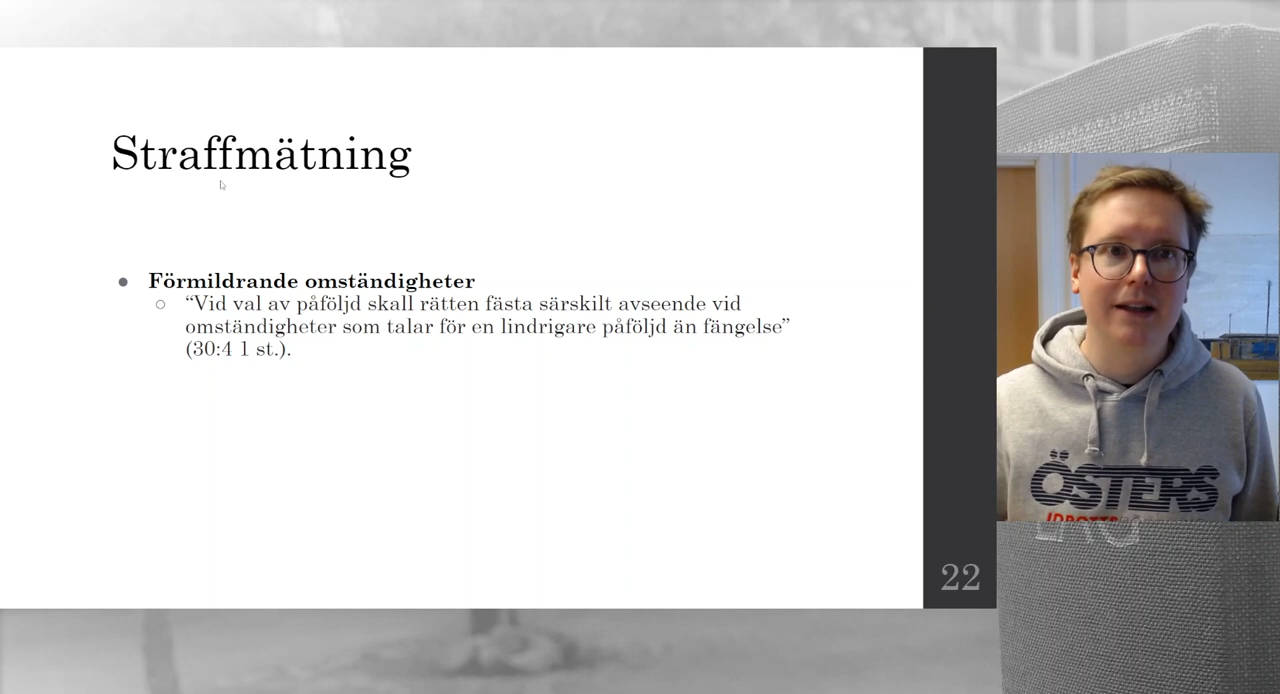 Straffmätning
● Förmildrande omständigheter
○ “Vid val av påföljd skall rätten fästa särskilt avseende vid
omständigheter som talar för en lindrigare påföljd än fängelse”
(30:4 1 st.).
ÖSTERS
IDROTTS
22